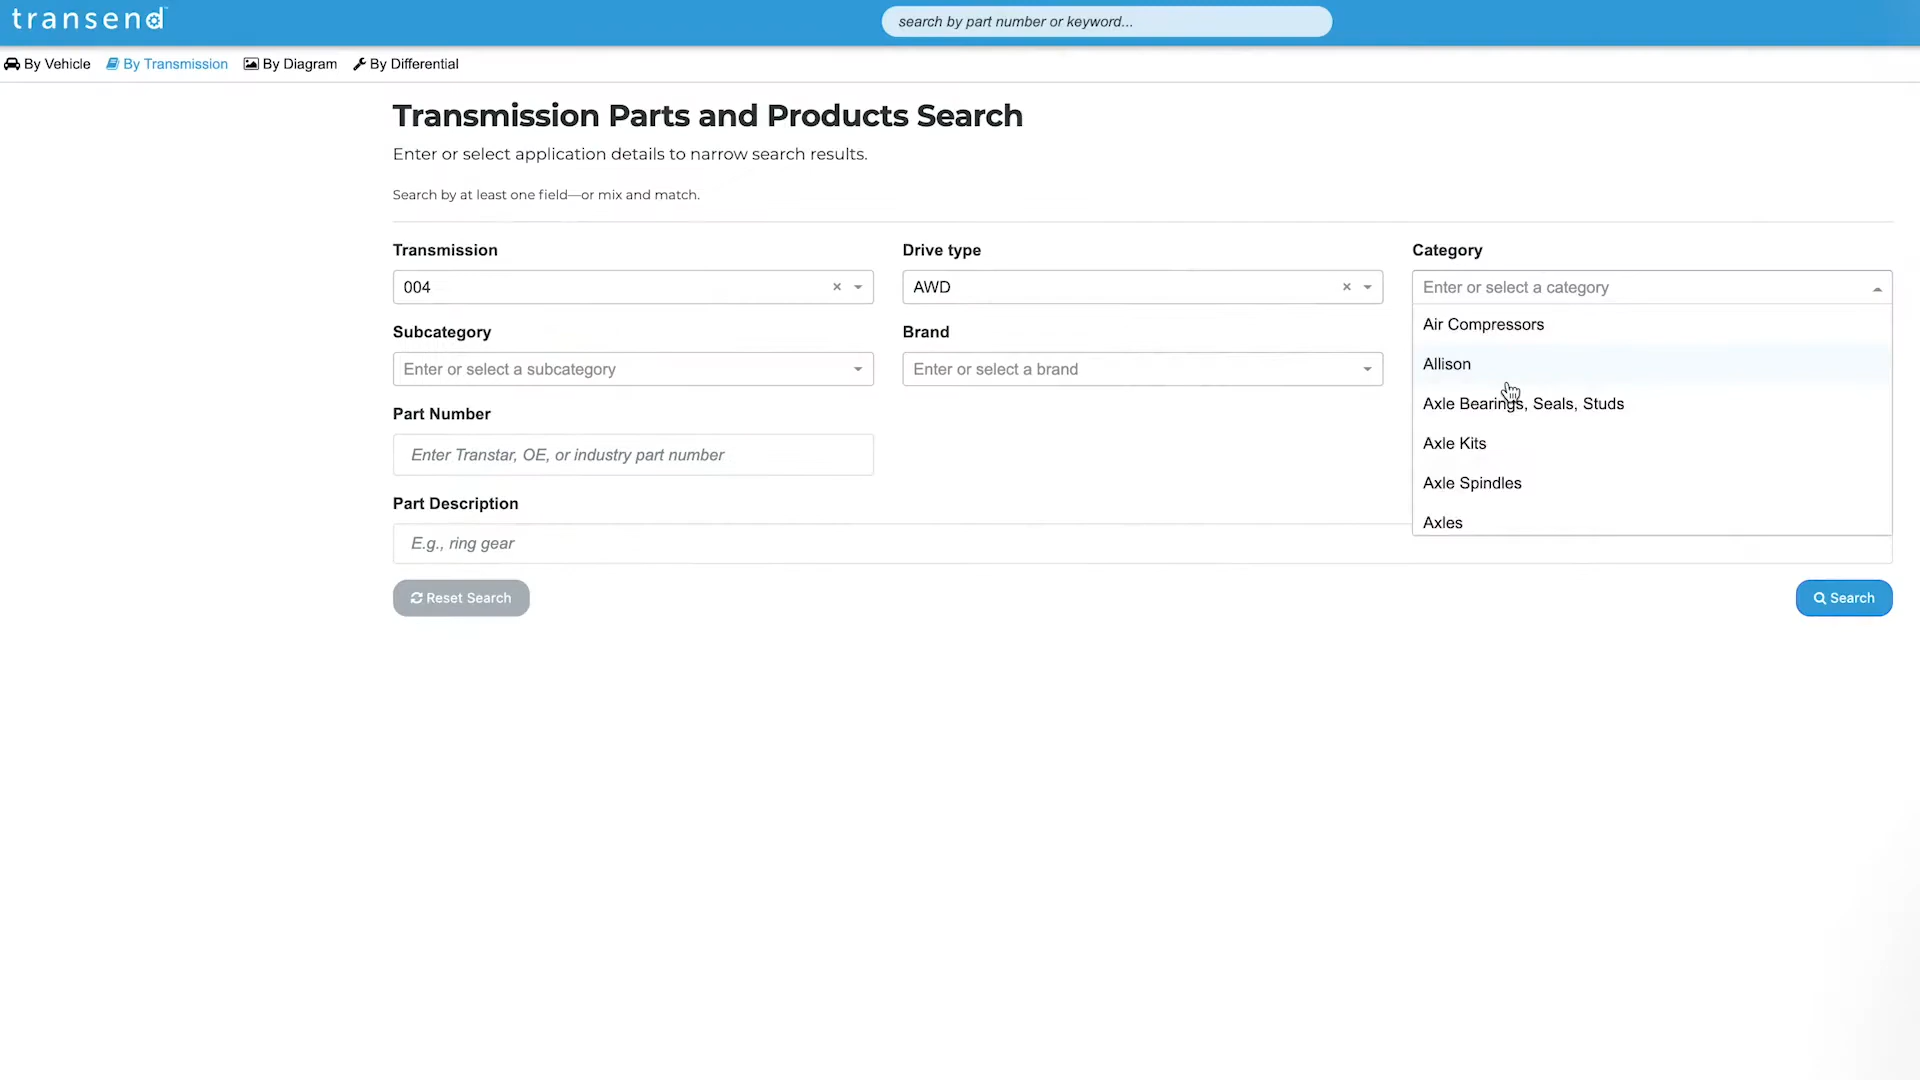 transend
search by part number or keyword...
By Vehicle
By Transmission
By Diagram
By Differential
Transmission Parts and Products Search
Enter or select application details to narrow search results.
Search by at least one field—or mix and match.
Transmission
Drive type
Category
004
AWD
Enter or select a category
Air Compressors
Allison
Axle Bearings, Seals, Studs
Axle Kits
Axle Spindles
Axles
Subcategory
Brand
Enter or select a subcategory
Enter or select a brand
Part Number
Enter Transtar, OE, or industry part number
Part Description
E.g., ring gear
Reset Search
Search